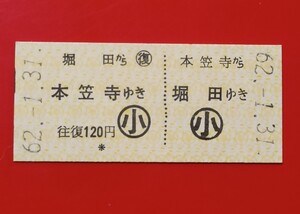 62.-1.31.
堀田から ㊷
本笠寺ゆき
往復120円 小
*
本笠寺から
堀田ゆき
小
62.-1.31.